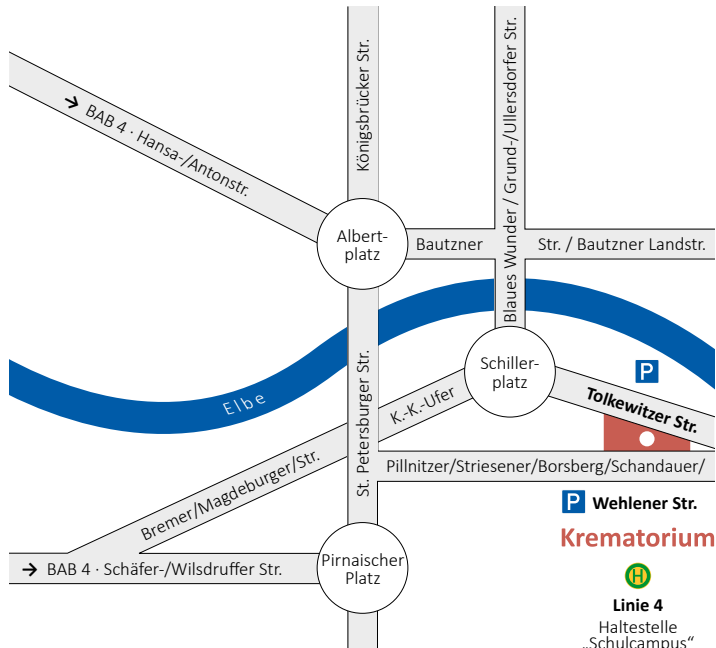 Königsbrücker Str.
Blaues Wunder / Grund-/Ullersdorfer Str.
→ BAB 4 · Hansa-/Antonstr.
Albert-
platz
Bautzner
Str. / Bautzner Landstr.
Schiller-
platz
P
Tolkewitzer Str.
Elbe
St. Petersburger Str.
K.-K.-Ufer
Bremer/Magdeburger/Str.
Pillnitzer/Striesener/Borsberg/Schandauer/
P Wehlener Str.
Krematorium
→ BAB 4 · Schäfer-/Wilsdruffer Str.
Pirnaischer
Platz
H
Linie 4
Haltestelle
„Schulcampus“